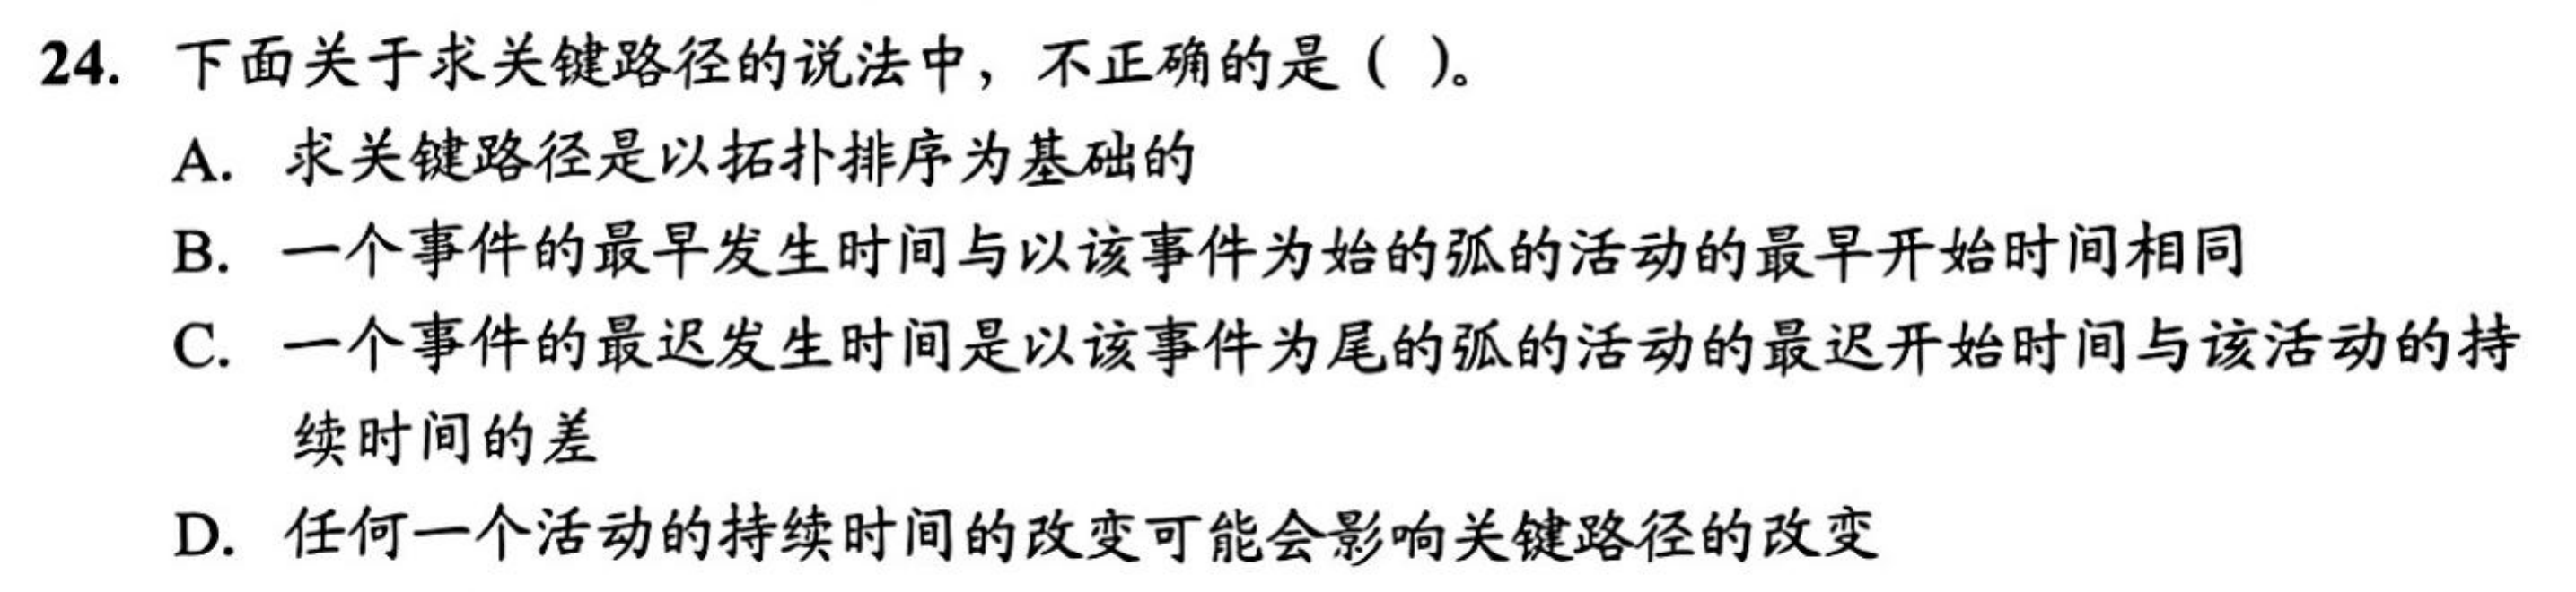 24. 下面关于求关键路径的说法中，不正确的是（ ）。
A. 求关键路径是以拓扑排序为基础的
B. 一个事件的最早发生时间与以该事件为始的弧的活动的最早开始时间相同
C. 一个事件的最迟发生时间是以该事件为尾的弧的活动的最迟开始时间与该活动的持
续时间的差
D. 任何一个活动的持续时间的改变可能会影响关键路径的改变